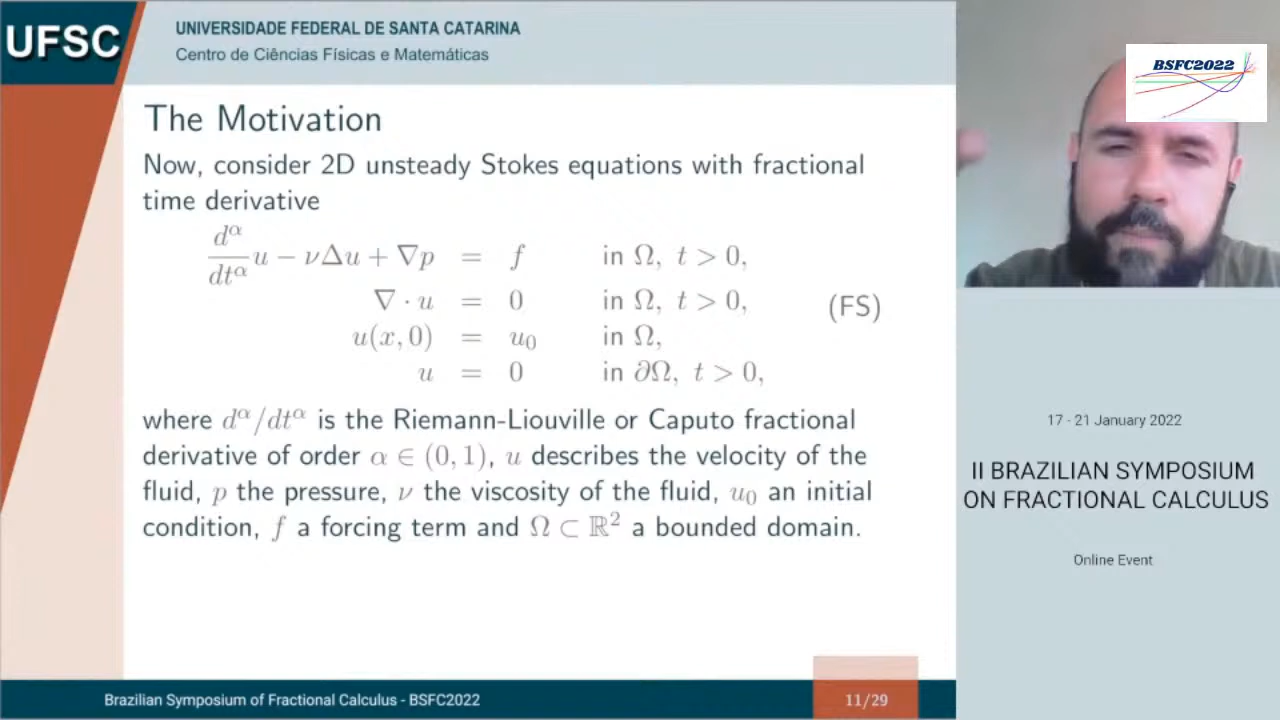 UFSC
UNIVERSIDADE FEDERAL DE SANTA CATARINA
Centro de Ciências Físicas e Matemáticas
BSFC2022
The Motivation
Now, consider 2D unsteady Stokes equations with fractional
time derivative
d^α/dt^α u − νΔu + ∇p = f in Ω, t > 0,
∇ · u = 0 in Ω, t > 0,
(FS)
u(x, 0) = u₀ in Ω,
u = 0 in ∂Ω, t > 0,
where d^α/dt^α is the Riemann-Liouville or Caputo fractional
derivative of order α ∈ (0, 1), u describes the velocity of the
fluid, p the pressure, ν the viscosity of the fluid, u₀ an initial
condition, f a forcing term and Ω ⊂ ℝ² a bounded domain.
17 - 21 January 2022
II BRAZILIAN SYMPOSIUM
ON FRACTIONAL CALCULUS
Online Event
Brazilian Symposium of Fractional Calculus - BSFC2022
11/29